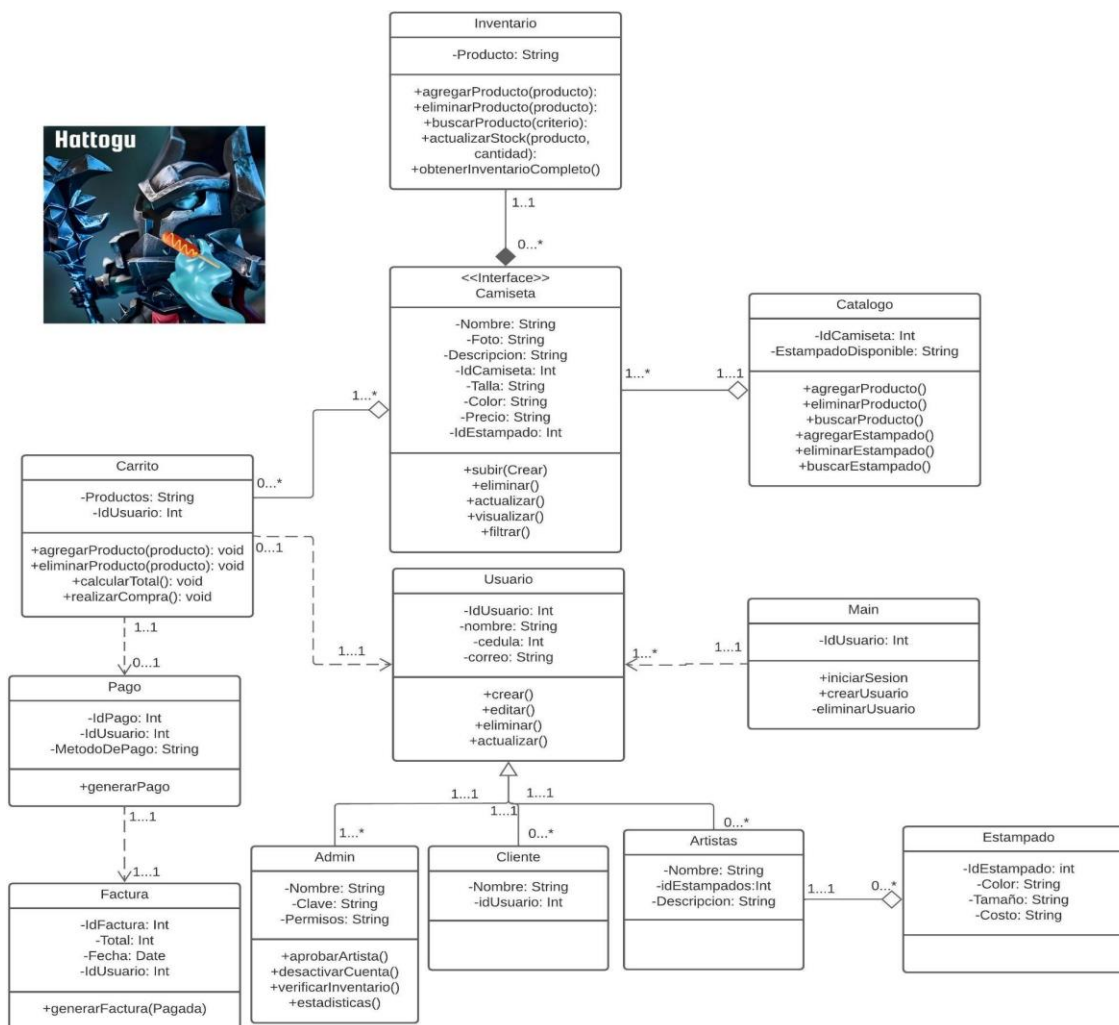 Inventario
-Producto: String
+agregarProducto(producto):
+eliminarProducto(producto):
+buscarProducto(criterio):
+actualizarStock(producto,
cantidad):
+obtenerInventarioCompleto()
Hattogu
1..1
0...*
<<Interface>>
Camiseta
-Nombre: String
-Foto: String
-Descripcion: String
-IdCamiseta: Int
-Talla: String
-Color: String
-Precio: String
-IdEstampado: Int
+subir(Crear)
+eliminar()
+actualizar()
+visualizar()
+filtrar()
Catalogo
-IdCamiseta: Int
-EstampadoDisponible: String
+agregarProducto()
+eliminarProducto()
+buscarProducto()
+agregarEstampado()
+eliminarEstampado()
+buscarEstampado()
1...*
1...1
1...*
0...*
Carrito
-Productos: String
-IdUsuario: Int
+agregarProducto(producto): void
+eliminarProducto(producto): void
+calcularTotal(): void
+realizarCompra(): void
0...1
1...1
1..1
0...1
Usuario
-IdUsuario: Int
-nombre: String
-cedula: Int
-correo: String
+crear()
+editar()
+eliminar()
+actualizar()
1...*
1...1
Main
-IdUsuario: Int
+iniciarSesion
+crearUsuario
-eliminarUsuario
Pago
-IdPago: Int
-IdUsuario: Int
-MetodoDePago: String
+generarPago
1...1
1...1
Factura
-IdFactura: Int
-Total: Int
-Fecha: Date
-IdUsuario: Int
+generarFactura(Pagada)
1...1
1...1
1...1
1...*
0...*
0...*
Admin
-Nombre: String
-Clave: String
-Permisos: String
+aprobarArtista()
+desactivarCuenta()
+verificarInventario()
+estadisticas()
Cliente
-Nombre: String
-idUsuario: Int
Artistas
-Nombre: String
-idEstampados:Int
-Descripcion: String
1...1
0...*
Estampado
-IdEstampado: int
-Color: String
-Tamaño: String
-Costo: String